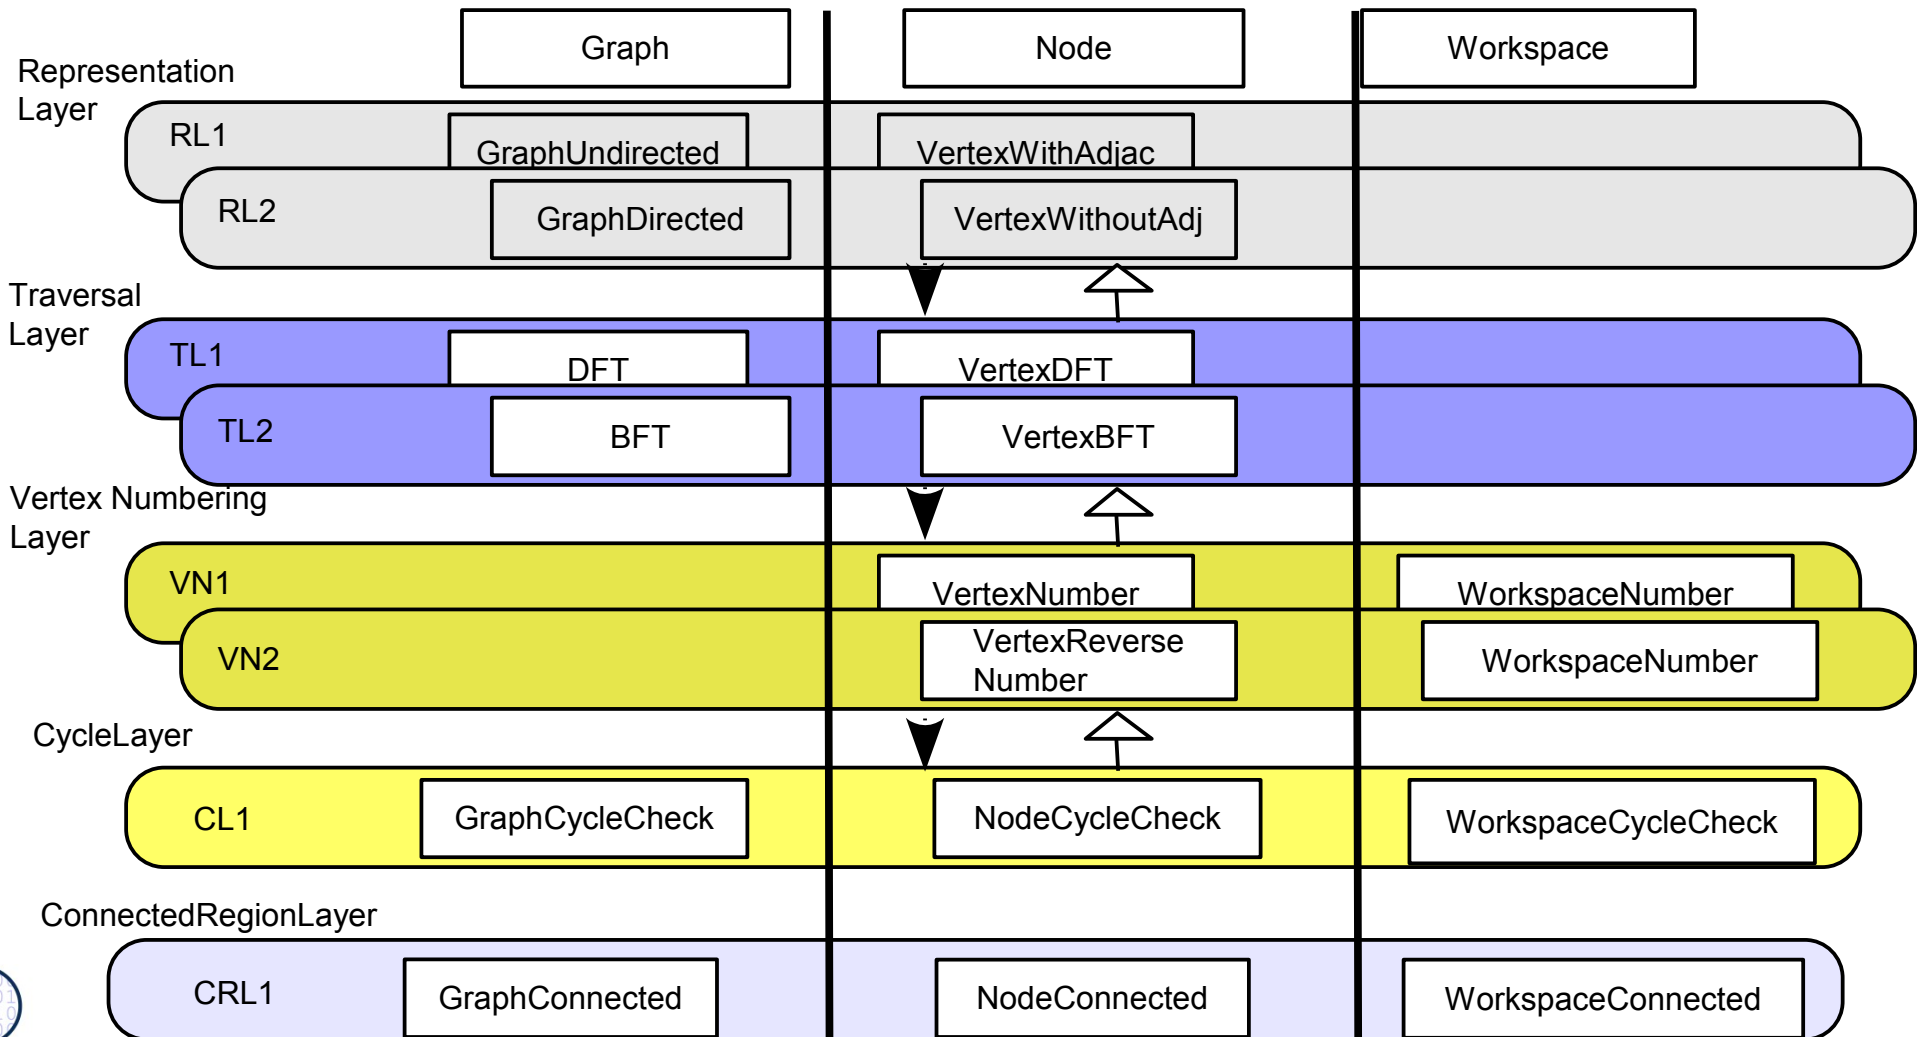 Graph
Node
Workspace
Representation
Layer
RL1
GraphUndirected
VertexWithAdjac
RL2
GraphDirected
VertexWithoutAdj
Traversal
Layer
TL1
DFT
VertexDFT
TL2
BFT
VertexBFT
Vertex Numbering
Layer
VN1
VertexNumber
WorkspaceNumber
VN2
VertexReverse
Number
WorkspaceNumber
CycleLayer
CL1
GraphCycleCheck
NodeCycleCheck
WorkspaceCycleCheck
ConnectedRegionLayer
CRL1
GraphConnected
NodeConnected
WorkspaceConnected